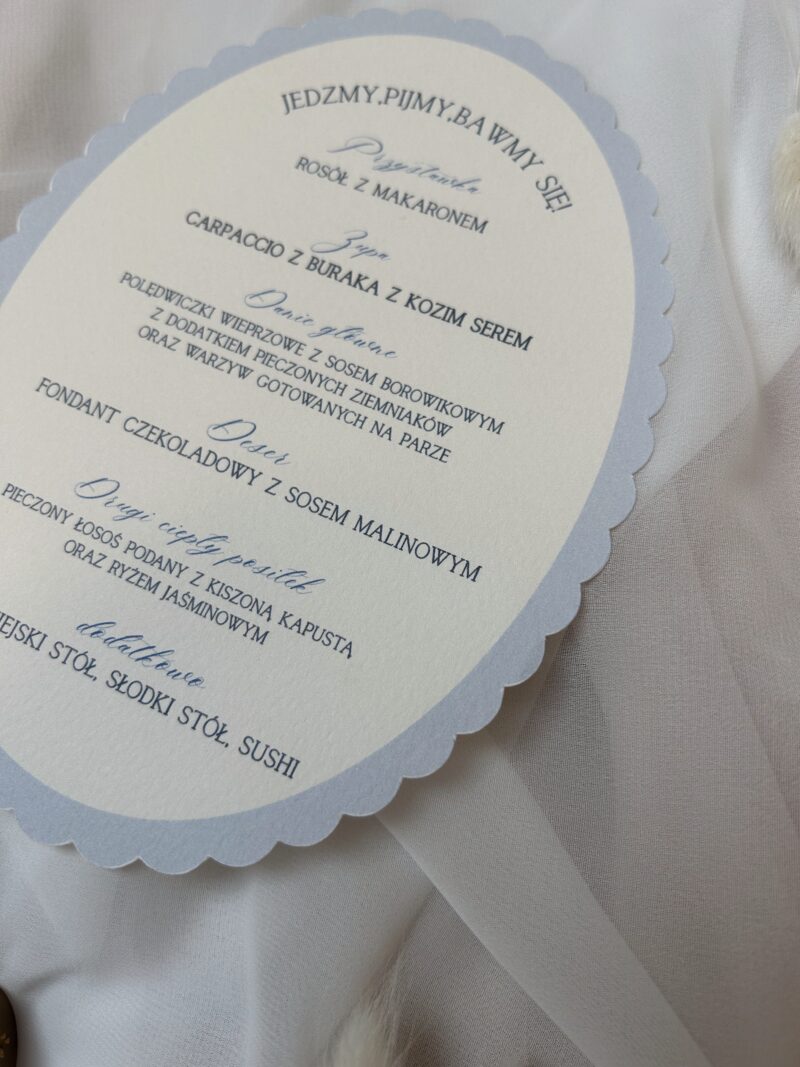 JEDZMY,PIJMY,BAWMY SIĘ!
Przystawka
ROSÓŁ Z MAKARONEM
Zupa
CARPACCIO Z BURAKA Z KOZIM SEREM
Danie główne
POLĘDWICZKI WIEPRZOWE Z SOSEM BOROWIKOWYM
Z DODATKIEM PIECZONYCH ZIEMNIAKÓW
ORAZ WARZYW GOTOWANYCH NA PARZE
Deser
FONDANT CZEKOLADOWY Z SOSEM MALINOWYM
Drugi ciepły posiłek
PIECZONY ŁOSOŚ PODANY Z KISZONĄ KAPUSTĄ
ORAZ RYŻEM JAŚMINOWYM
dodatkowo
STÓŁ, SŁODKI STÓŁ, SUSHI